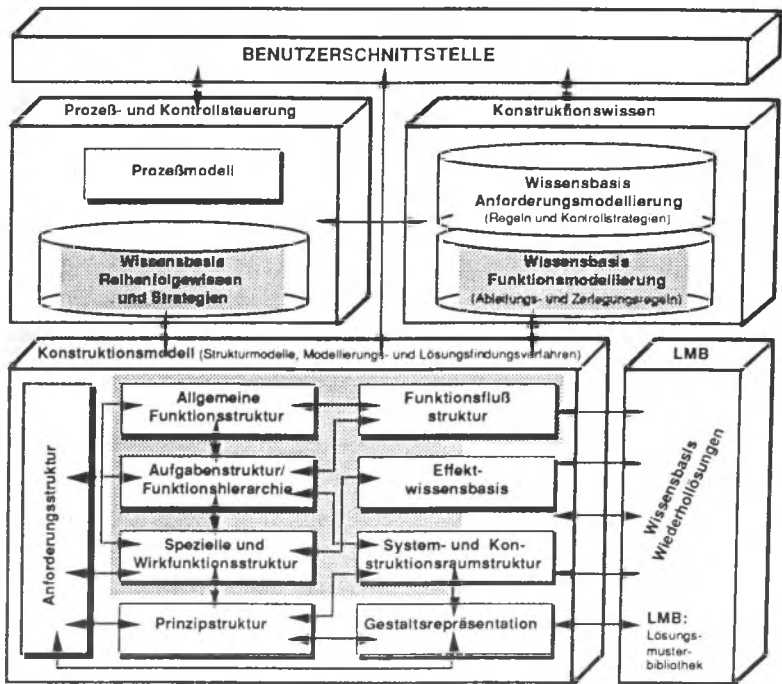 BENUTZERSCHNITTSTELLE
Prozeß- und Kontrollsteuerung
Prozeßmodell
Wissensbasis
Reihenfolgewissen
und Strategien
Konstruktionswissen
Wissensbasis
Anforderungsmodellierung
(Regeln und Kontrollstrategien)
Wissensbasis
Funktionsmodellierung
(Ableitungs- und Zerlegungsregeln)
Konstruktionsmodell (Strukturmodelle, Modellierungs- und Lösungsfindungsverfahren)
Anforderungsstruktur
Allgemeine
Funktionsstruktur
Funktionsfluß
struktur
Aufgabenstruktur/
Funktionshierarchie
Effekt-
wissensbasis
Spezielle und
Wirkfunktionsstruktur
System- und Kon-
struktionsraumstruktur
Prinzipstruktur
Gestaltsrepräsentation
LMB
Wissensbasis
Wiederhollösungen
LMB:
Lösungs-
muster-
bibliothek